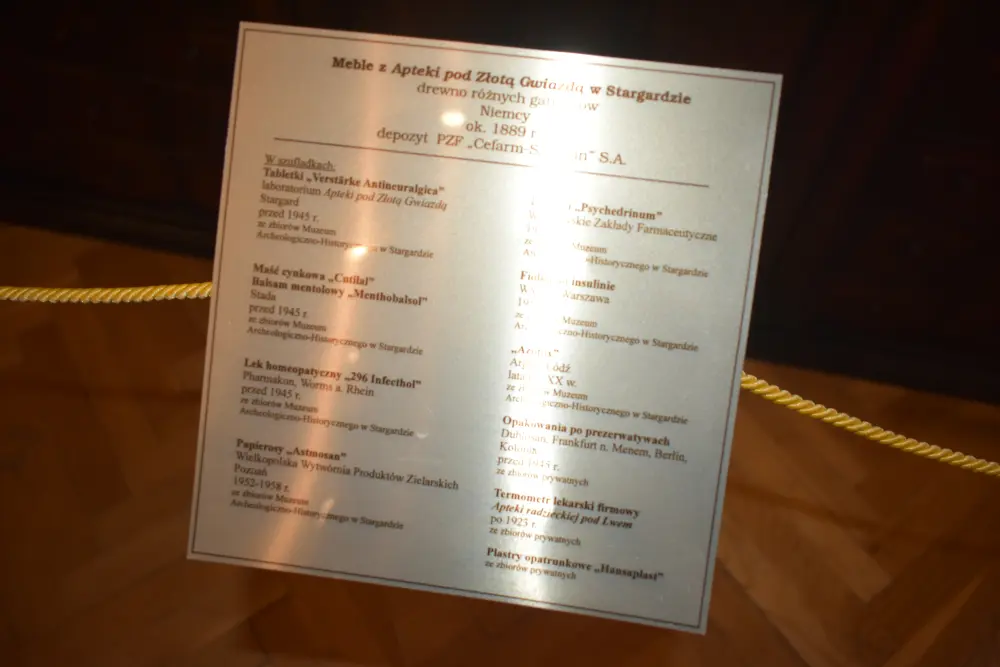 Meble z Apteki pod Złotą Gwiazdą w Stargardzie
drewno różnych
Niemcy
ok. 1889 r
depozyt PZF „Cefarm- S.A.
W szufladkach:
Tabletki „Verstärke Antineuralgica”
laboratorium Apteki pod Złotą Gwiazdą
Stargard
przed 1945 r.
ze zbiorów Muzeum
Archeologiczno-Historycznego w Stargardzie
Maść cynkowa „Cutilal”
Balsam mentolowy „Menthobalsol”
Stada
przed 1945 r.
ze zbiorów Muzeum
Archeologiczno-Historycznego w Stargardzie
Lek homeopatyczny „296 Infecthol”
Pharmakon, Worms a. Rhein
przed 1945 r.
ze zbiorów Muzeum
Archeologiczno-Historycznego w Stargardzie
Papierosy „Astmosan”
Wielkopolska Wytwórnia Produktów Zielarskich
Poznań
1952-1958 r.
ze zbiorów Muzeum
Archeologiczno-Historycznego w Stargardzie
„Psychedrinum”
Zakłady Farmaceutyczne
Muzeum
-Historycznego w Stargardzie
insulinie
Warszawa
ze Muzeum
w Stargardzie
Łódź
XX w.
ze Muzeum
Archeologiczno-Historycznego w Stargardzie
Opakowania po prezerwatywach
Frankfurt n. Menem, Berlin,
Kolonia
przed 1945 r.
ze zbiorów prywatnych
Termometr lekarski firmowy
Apteki radzieckiej pod Lwem
po 1923 r.
ze zbiorów prywatnych
Plastry opatrunkowe „Hansaplast”
ze zbiorów prywatnych